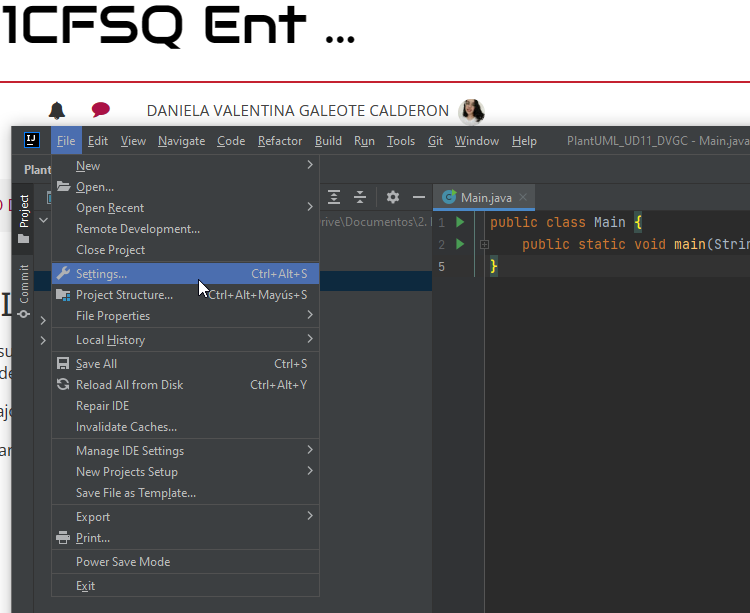 1CFSQ Ent ...
DANIELA VALENTINA GALEOTE CALDERON
IJ File Edit View Navigate Code Refactor Build Run Tools Git Window Help PlantUML_UD11_DVGC - Main.java
Plant
Project
Commit
New
Open...
Open Recent
Remote Development...
Close Project
Settings... Ctrl+Alt+S
Project Structure... Ctrl+Alt+Mayús+S
File Properties
Local History
Save All Ctrl+S
Reload All from Disk Ctrl+Alt+Y
Repair IDE
Invalidate Caches...
Manage IDE Settings
New Projects Setup
Save File as Template...
Export
Print...
Power Save Mode
Exit
rive\Documentos\2.
Main.java
1 public class Main {
2 public static void main(Strin
5 }